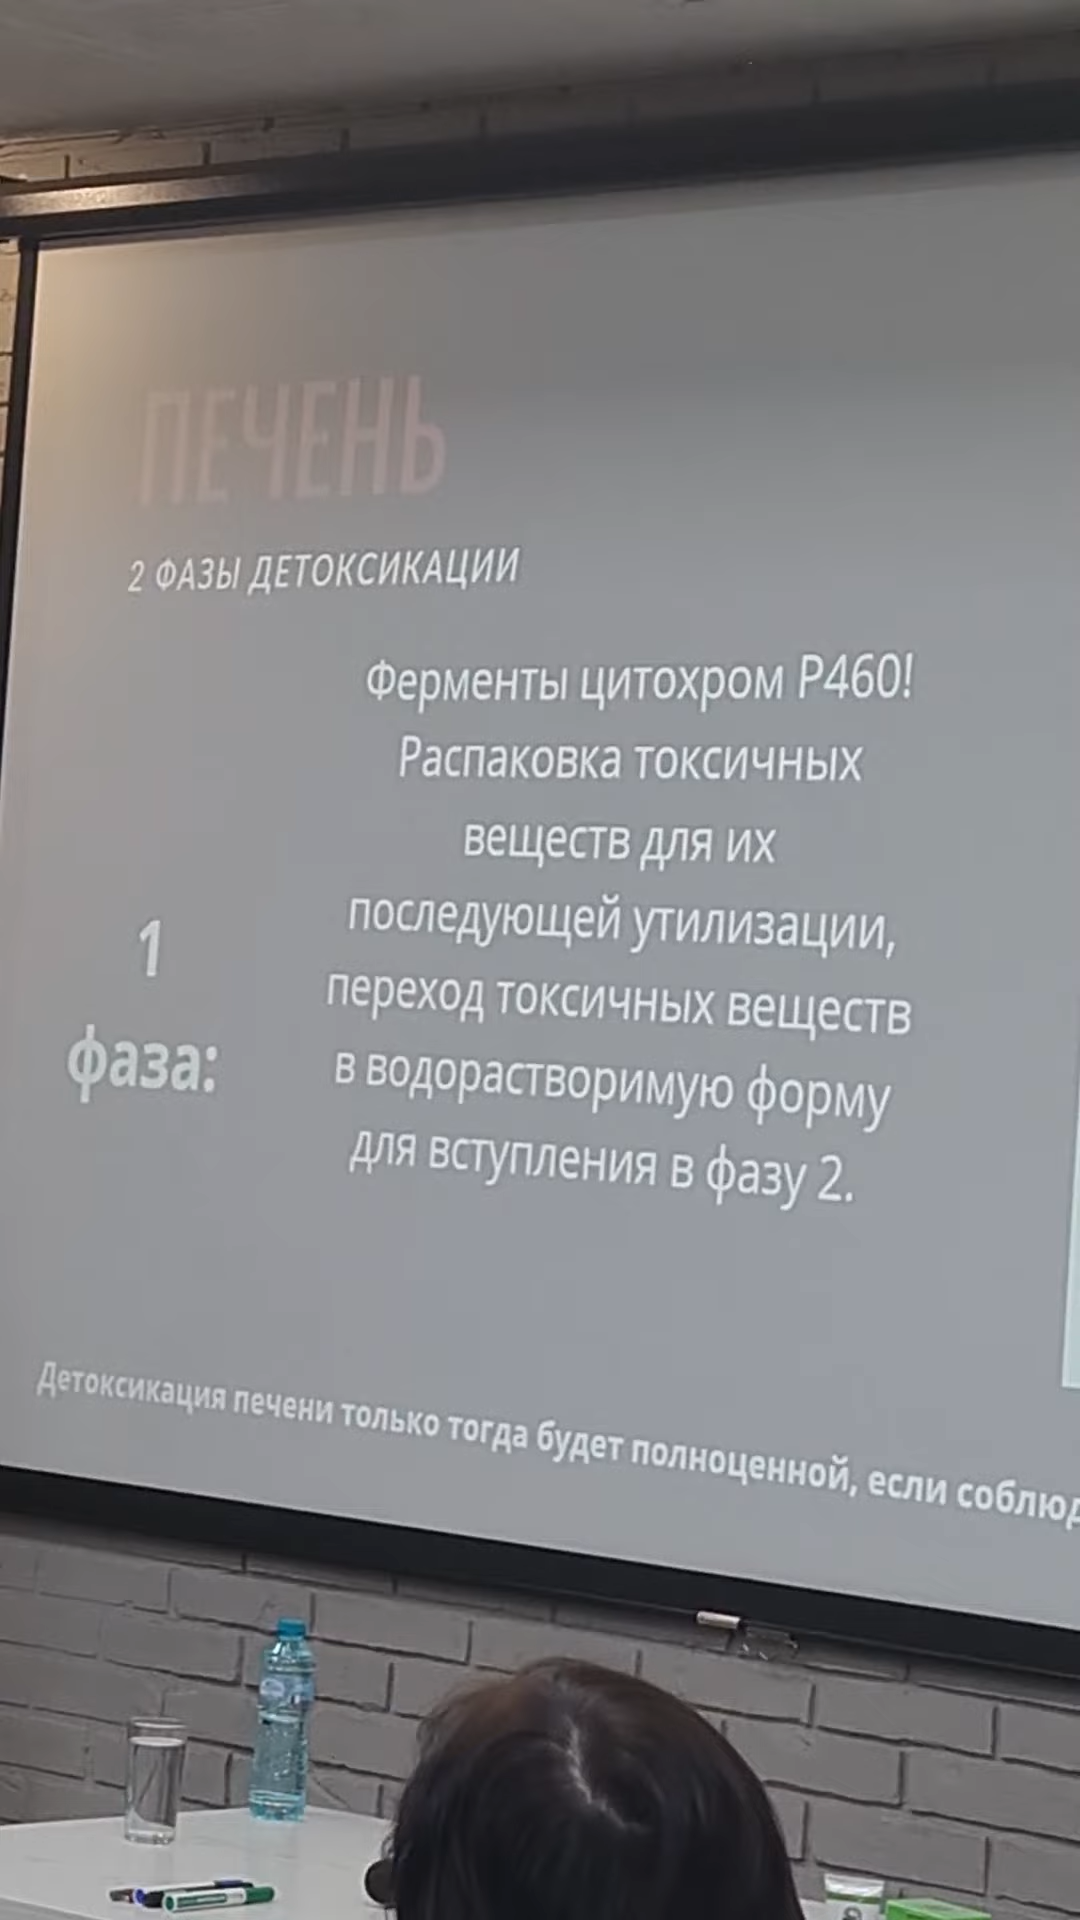 ПЕЧЕНЬ
2 ФАЗЫ ДЕТОКСИКАЦИИ
1
фаза:
Ферменты цитохром P460!
Распаковка токсичных
веществ для их
последующей утилизации,
переход токсичных веществ
в водорастворимую форму
для вступления в фазу 2.
Детоксикация печени только тогда будет полноценной, если соблюд